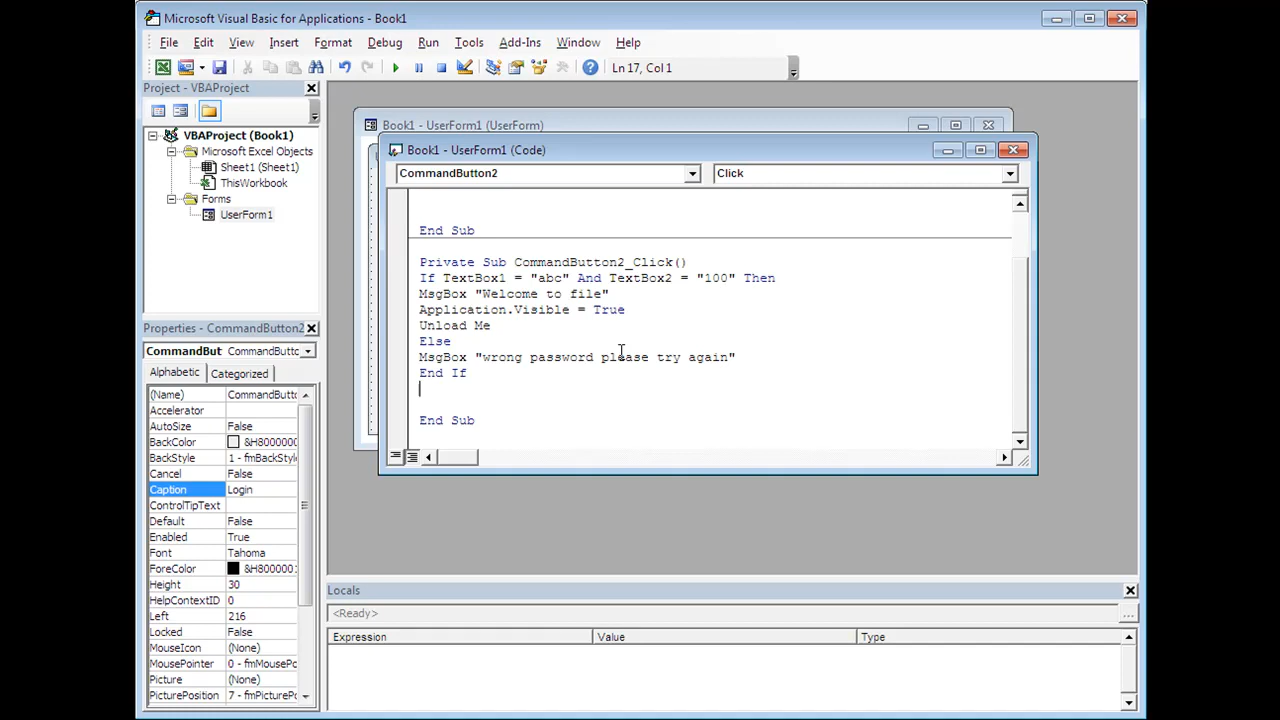 Microsoft Visual Basic for Applications - Book1
File Edit View Insert Format Debug Run Tools Add-Ins Window Help
Ln 17, Col 1
Project - VBAProject
VBAProject (Book1)
Microsoft Excel Objects
Sheet1 (Sheet1)
ThisWorkbook
Forms
UserForm1
Book1 - UserForm1 (UserForm)
Book1 - UserForm1 (Code)
CommandButton2 Click
End Sub
Private Sub CommandButton2_Click()
If TextBox1 = "abc" And TextBox2 = "100" Then
MsgBox "Welcome to file"
Application.Visible = True
Unload Me
Else
MsgBox "wrong password please try again"
End If
End Sub
Properties - CommandButton2
CommandBut CommandButtc
Alphabetic Categorized
(Name) CommandButtc
Accelerator
AutoSize False
BackColor &H8000000
BackStyle 1 - fmBackStyle
Cancel False
Caption Login
ControlTipText
Default False
Enabled True
Font Tahoma
ForeColor &H8000001
Height 30
HelpContextID 0
Left 216
Locked False
MouseIcon (None)
MousePointer 0 - fmMousePo
Picture (None)
PicturePosition 7 - fmPicturePo
Locals
<Ready>
...
Expression Value Type